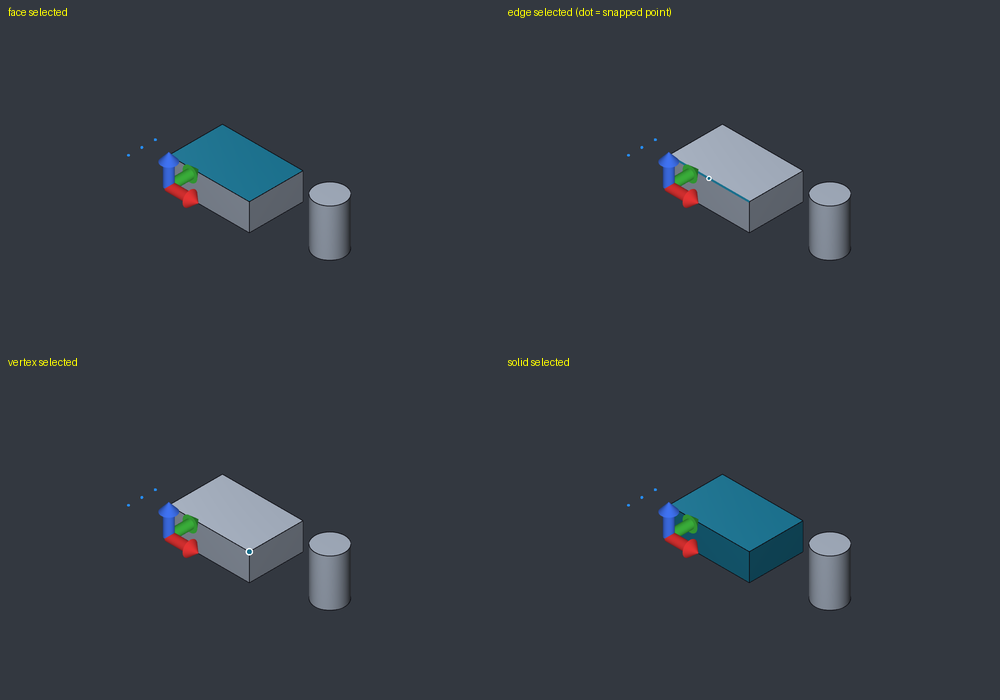 face selected
edge selected (dot = snapped point)
vertex selected
solid selected